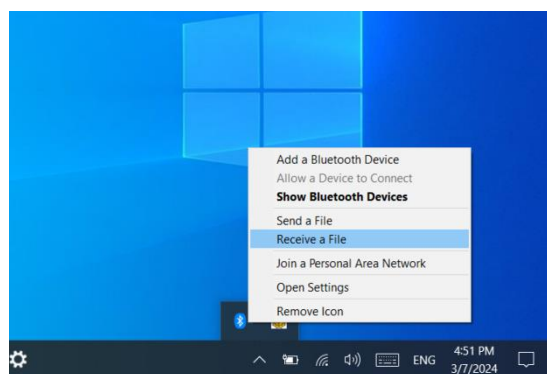 Add a Bluetooth Device
Allow a Device to Connect
Show Bluetooth Devices
Send a File
Receive a File
Join a Personal Area Network
Open Settings
Remove Icon
ENG
4:51 PM
3/7/2024